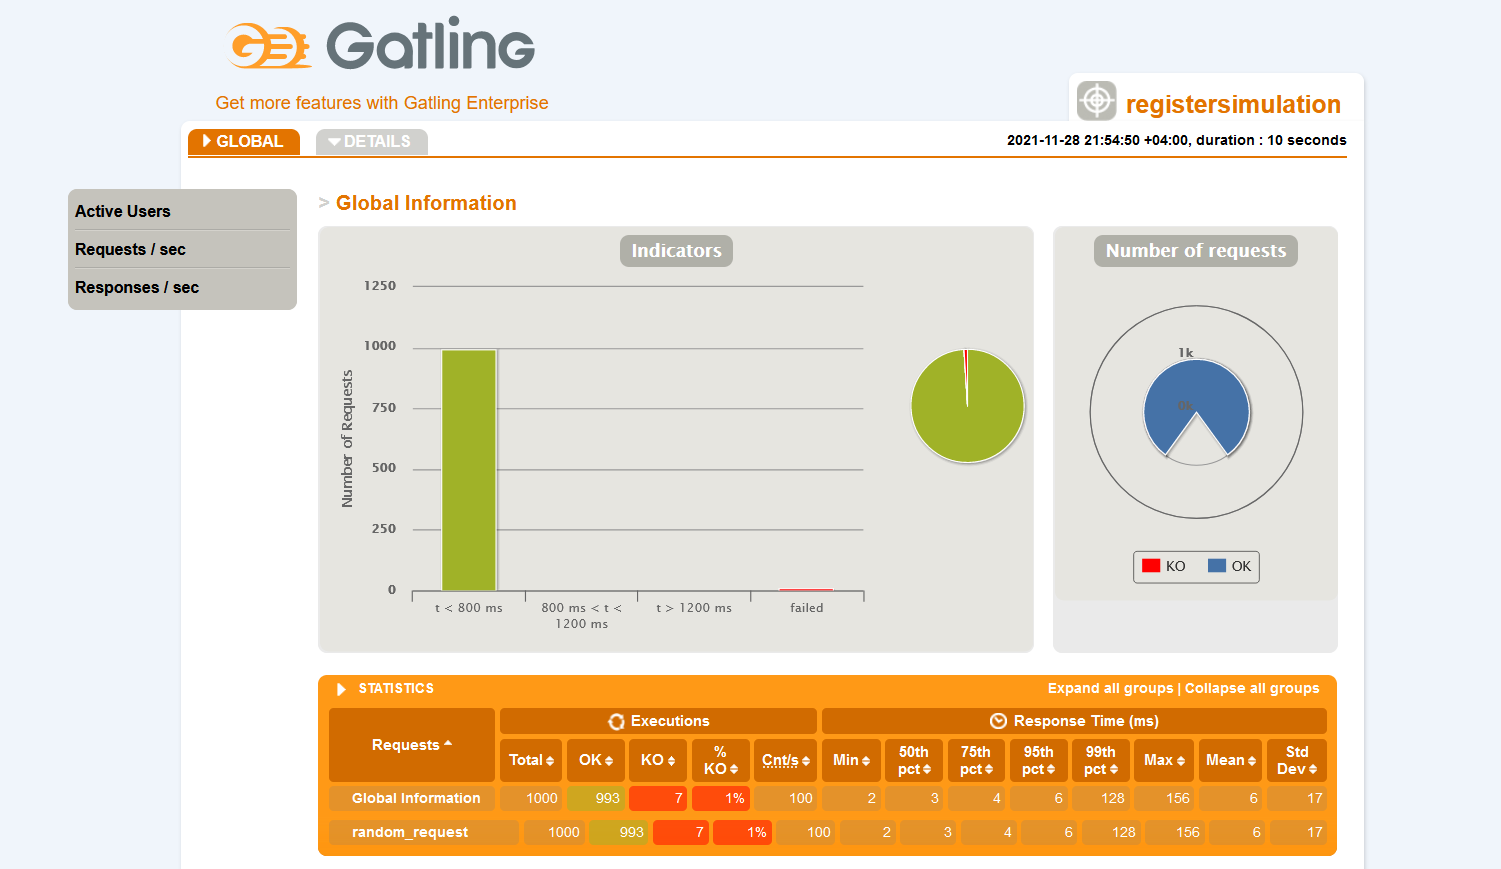 Gatling
Get more features with Gatling Enterprise
registersimulation
GLOBAL
DETAILS
2021-11-28 21:54:50 +04:00, duration : 10 seconds
Active Users
Requests / sec
Responses / sec
> Global Information
Indicators
Number of Requests
1250
1000
750
500
250
0
t < 800 ms
800 ms < t <
1200 ms
t > 1200 ms
failed
Number of requests
1k
KO
OK
STATISTICS
Expand all groups | Collapse all groups
Requests
Executions
Response Time (ms)
Total
OK
KO
%
KO
Cnt/s
Min
50th
pct
75th
pct
95th
pct
99th
pct
Max
Mean
Std
Dev
Global Information 1000 993 7 1% 100 2 3 4 6 128 156 6 17
random_request 1000 993 7 1% 100 2 3 4 6 128 156 6 17